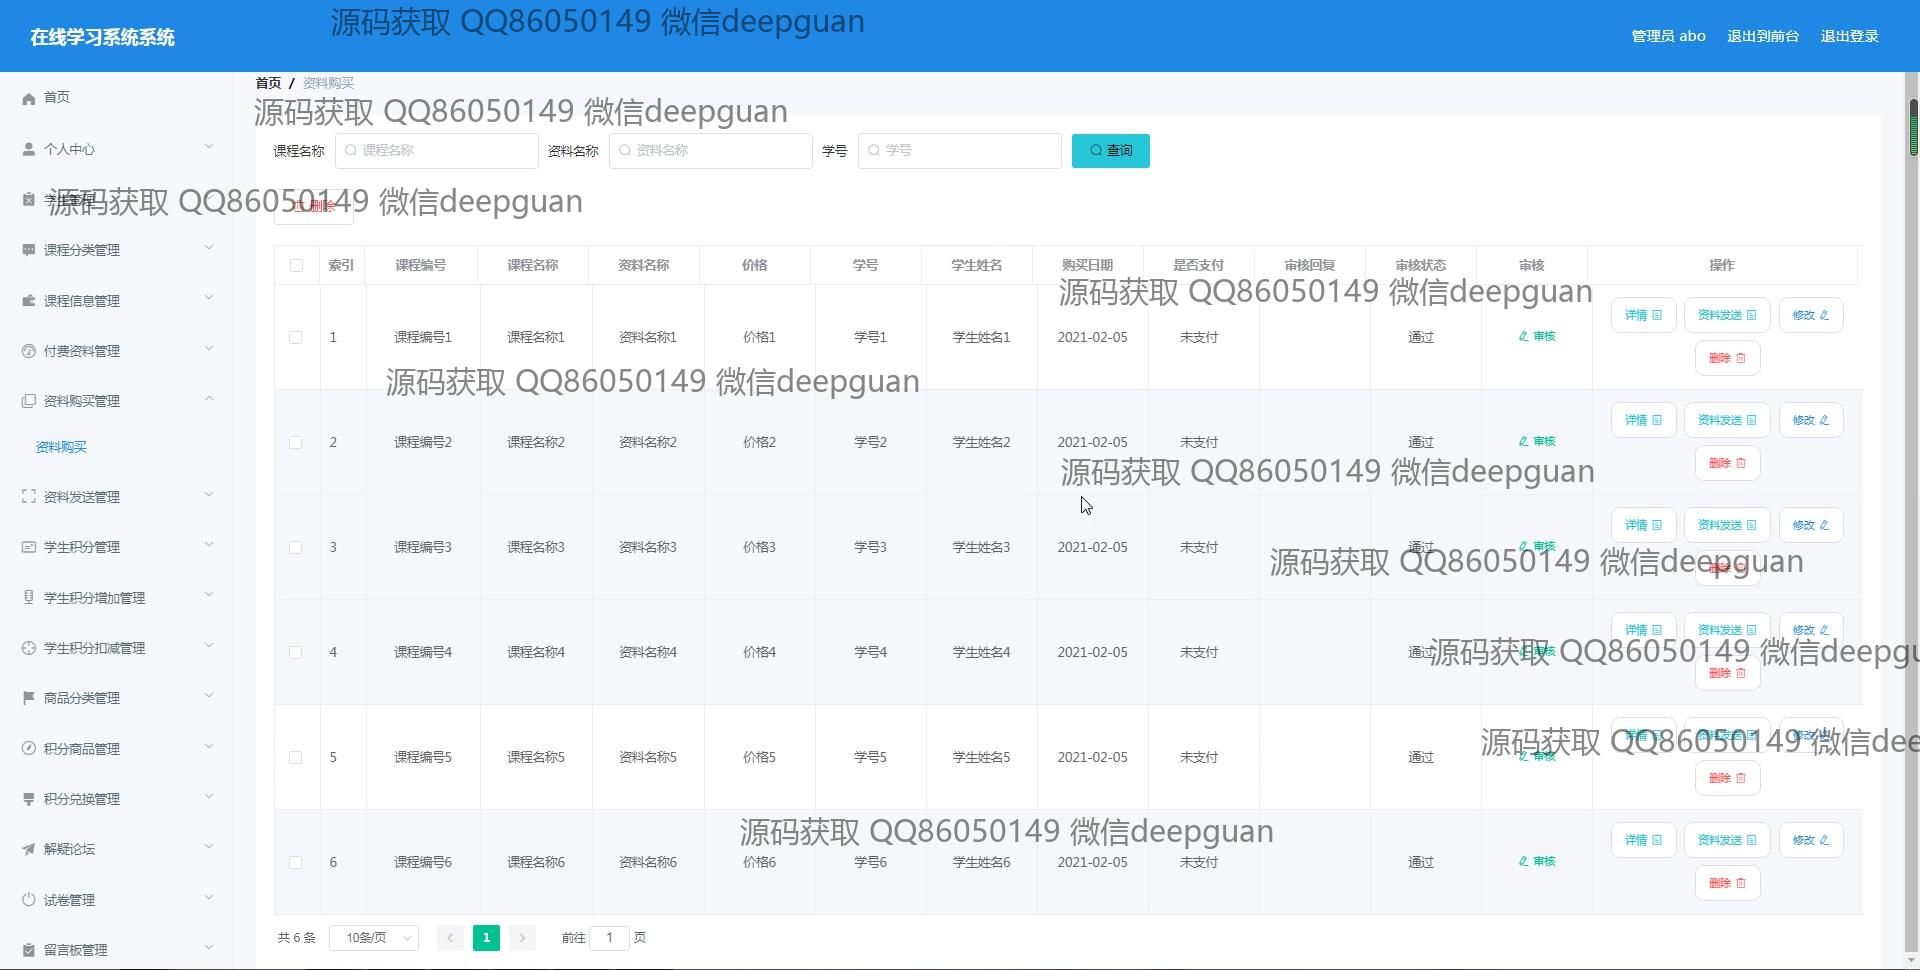 在线学习系统系统
源码获取 QQ86050149 微信deepguan
管理员 abo 退出到前台 退出登录
首页 / 资料购买
源码获取 QQ86050149 微信deepguan
课程名称 课程名称 资料名称 资料名称 学号 学号 查询
源码获取 QQ86050149 微信deepguan
删除
首页
个人中心
学生管理
课程分类管理
课程信息管理
付费资料管理
资料购买管理
资料购买
资料发送管理
学生积分管理
学生积分增加管理
学生积分扣减管理
商品分类管理
积分商品管理
积分兑换管理
解疑论坛
试卷管理
留言板管理
索引 课程编号 课程名称 资料名称 价格 学号 学生姓名 购买日期 是否支付 审核回复 审核状态 审核 操作
源码获取 QQ86050149 微信deepguan
1 课程编号1 课程名称1 资料名称1 价格1 学号1 学生姓名1 2021-02-05 未支付 通过 审核 详情 资料发送 修改
删除
源码获取 QQ86050149 微信deepguan
2 课程编号2 课程名称2 资料名称2 价格2 学号2 学生姓名2 2021-02-05 未支付 通过 审核 详情 资料发送 修改
删除
源码获取 QQ86050149 微信deepguan
3 课程编号3 课程名称3 资料名称3 价格3 学号3 学生姓名3 2021-02-05 未支付 通过 审核 详情 资料发送 修改
删除
源码获取 QQ86050149 微信deepguan
4 课程编号4 课程名称4 资料名称4 价格4 学号4 学生姓名4 2021-02-05 未支付 通过 审核 详情 资料发送 修改
删除
源码获取 QQ86050149 微信deepgu
5 课程编号5 课程名称5 资料名称5 价格5 学号5 学生姓名5 2021-02-05 未支付 通过 审核 详情 资料发送 修改
删除
源码获取 QQ86050149 微信dee
源码获取 QQ86050149 微信deepguan
6 课程编号6 课程名称6 资料名称6 价格6 学号6 学生姓名6 2021-02-05 未支付 通过 审核 详情 资料发送 修改
删除
共 6 条 10条/页 1 前往 1 页